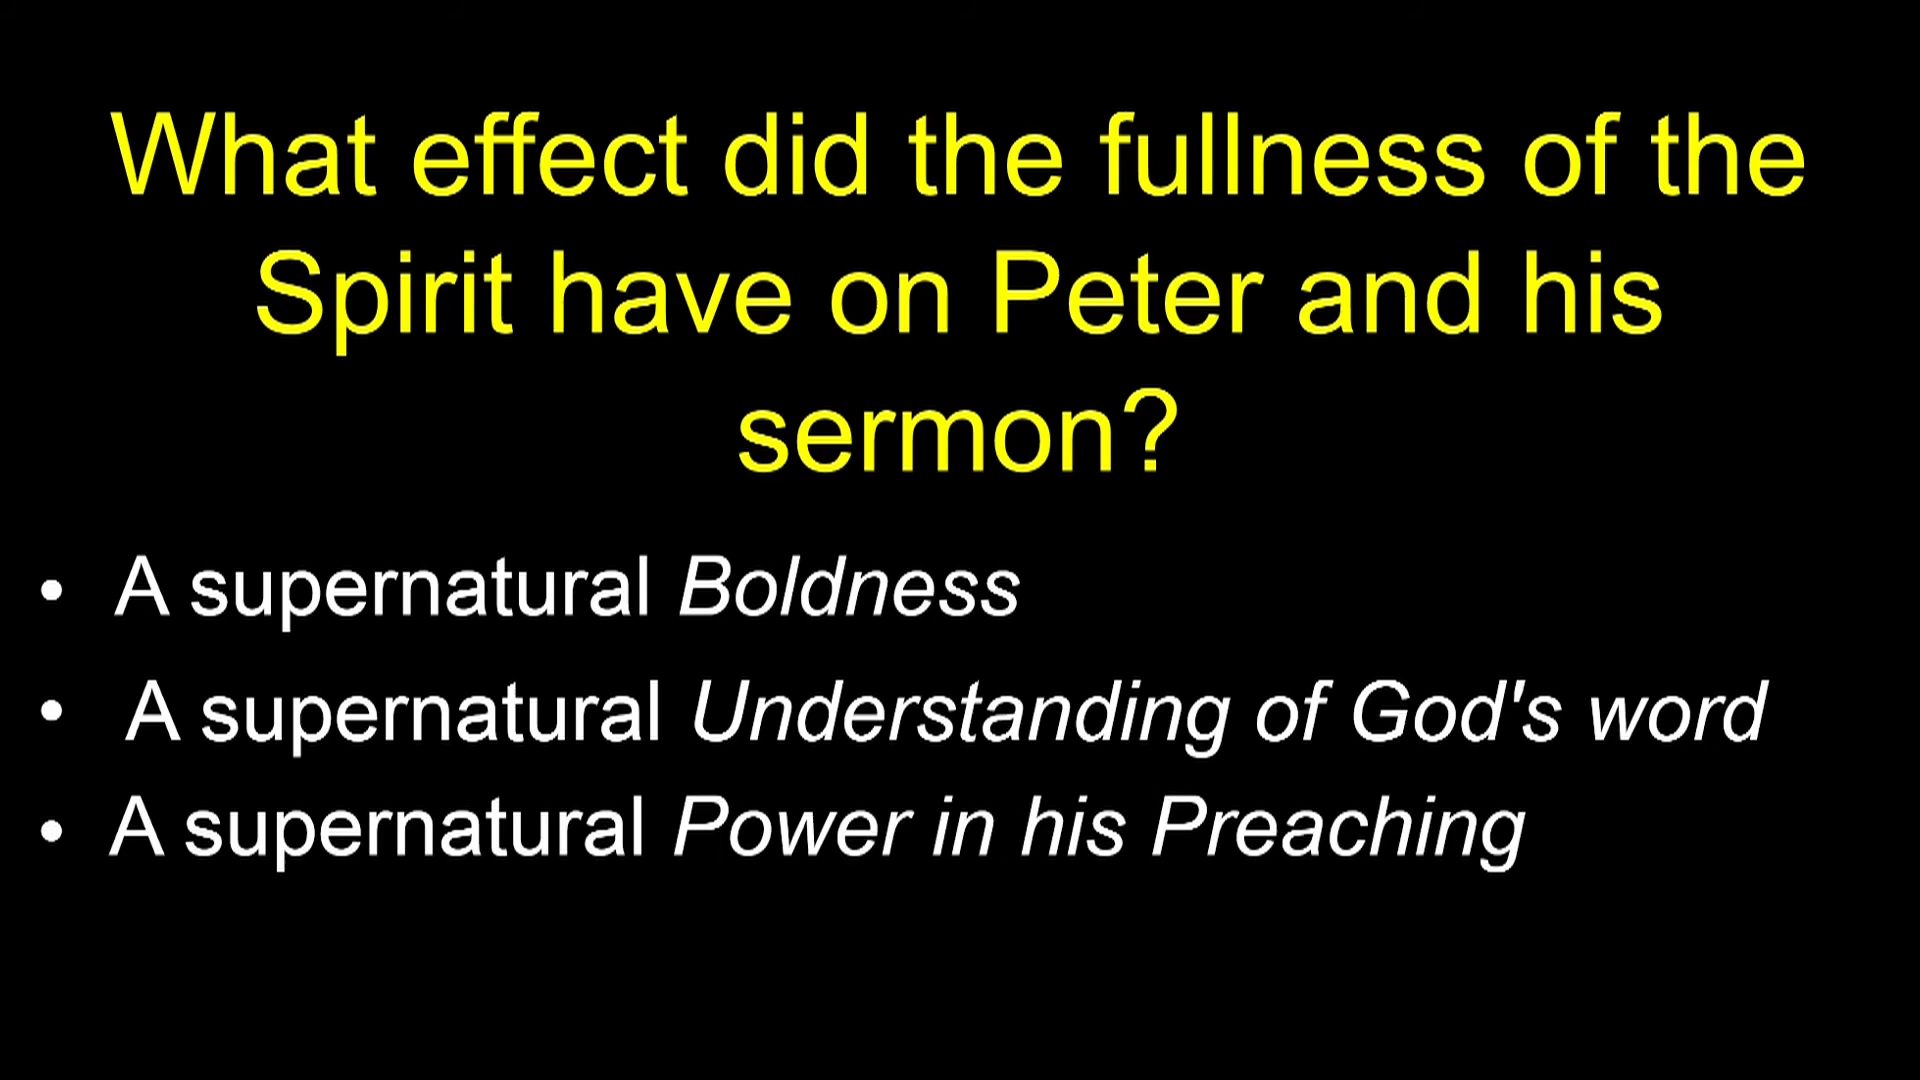 What effect did the fullness of the
Spirit have on Peter and his
sermon?
• A supernatural Boldness
• A supernatural Understanding of God's word
• A supernatural Power in his Preaching